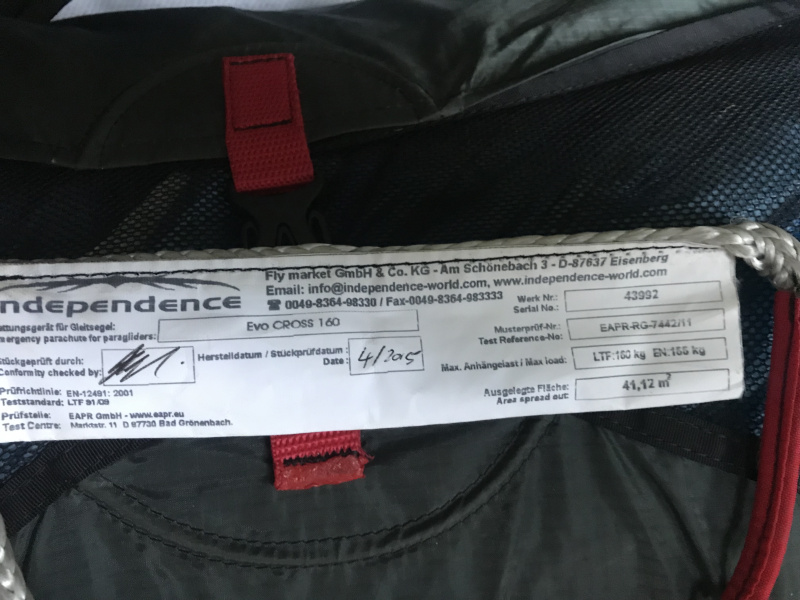 Fly market GmbH & Co. KG - Am Schönebach 3 - D-87637 Eisenberg
Email: info@independence-world.com, www.independence-world.com
☎ 0049-8364-98330 / Fax-0049-8364-983333
ndependence
ettungsgerät für Gleitsegel:
mergency parachute for paragliders:
Evo CROSS 160
Werk Nr.:
Serial No.:
43992
Musterprüf-Nr.:
Test Reference-No.:
EAPR-RG-7442/11
Stückgeprüft durch:
Conformity checked by:
Herstelldatum / Stückprüfdatum :
Date :
4/2015
Max. Anhängelast / Max load:
LTF:160 kg EN:166 kg
Ausgelegte Fläche:
Area spread out:
41,12 m²
Prüfrichtlinie: EN-12491: 2001
Teststandard: LTF 91/09
Prüfstelle: EAPR GmbH - www.eapr.eu
Test Centre: Marktstr. 11 D 87730 Bad Grönenbach.